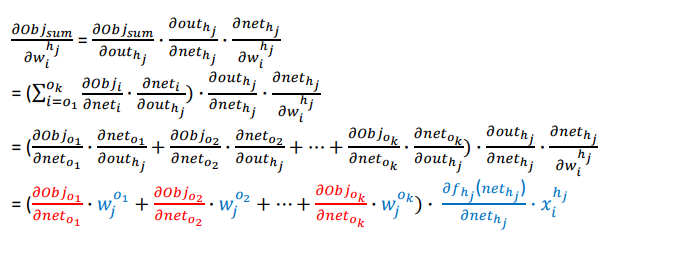 ∂Obj_{sum}/∂w_i^{h_j} = ∂Obj_{sum}/∂out_{h_j} · ∂out_{h_j}/∂net_{h_j} · ∂net_{h_j}/∂w_i^{h_j}
= (∑_{i=o_1}^{o_k} ∂Obj_i/∂net_i · ∂net_i/∂out_{h_j}) · ∂out_{h_j}/∂net_{h_j} · ∂net_{h_j}/∂w_i^{h_j}
= (∂Obj_{o_1}/∂net_{o_1} · ∂net_{o_1}/∂out_{h_j} + ∂Obj_{o_2}/∂net_{o_2} · ∂net_{o_2}/∂out_{h_j} + ⋯ + ∂Obj_{o_k}/∂net_{o_k} · ∂net_{o_k}/∂out_{h_j}) · ∂out_{h_j}/∂net_{h_j} · ∂net_{h_j}/∂w_i^{h_j}
= (∂Obj_{o_1}/∂net_{o_1} · w_j^{o_1} + ∂Obj_{o_2}/∂net_{o_2} · w_j^{o_2} + ⋯ + ∂Obj_{o_k}/∂net_{o_k} · w_j^{o_k}) · ∂f_{h_j}(net_{h_j})/∂net_{h_j} · x_i^{h_j}